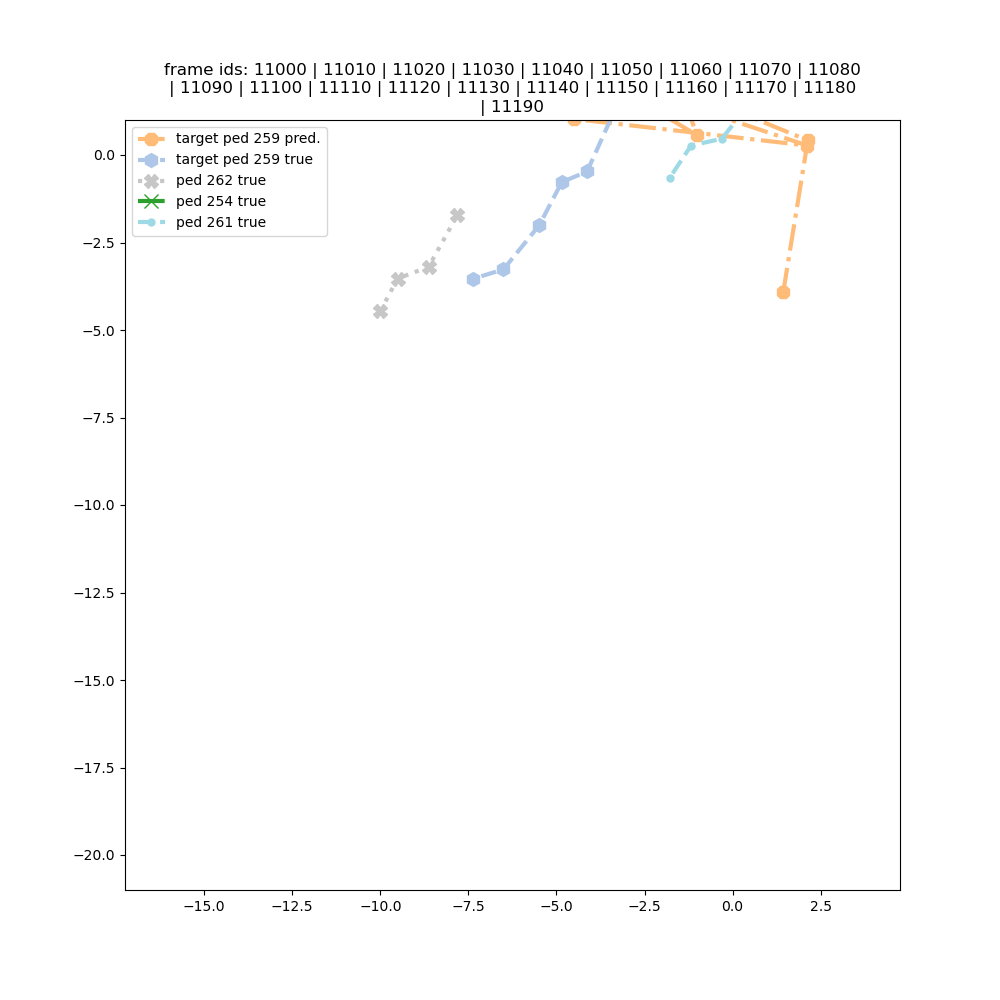 frame ids: 11000 | 11010 | 11020 | 11030 | 11040 | 11050 | 11060 | 11070 | 11080
| 11090 | 11100 | 11110 | 11120 | 11130 | 11140 | 11150 | 11160 | 11170 | 11180
| 11190
target ped 259 pred.
target ped 259 true
ped 262 true
ped 254 true
ped 261 true
0.0
−2.5
−5.0
−7.5
−10.0
−12.5
−15.0
−17.5
−20.0
−15.0 −12.5 −10.0 −7.5 −5.0 −2.5 0.0 2.5